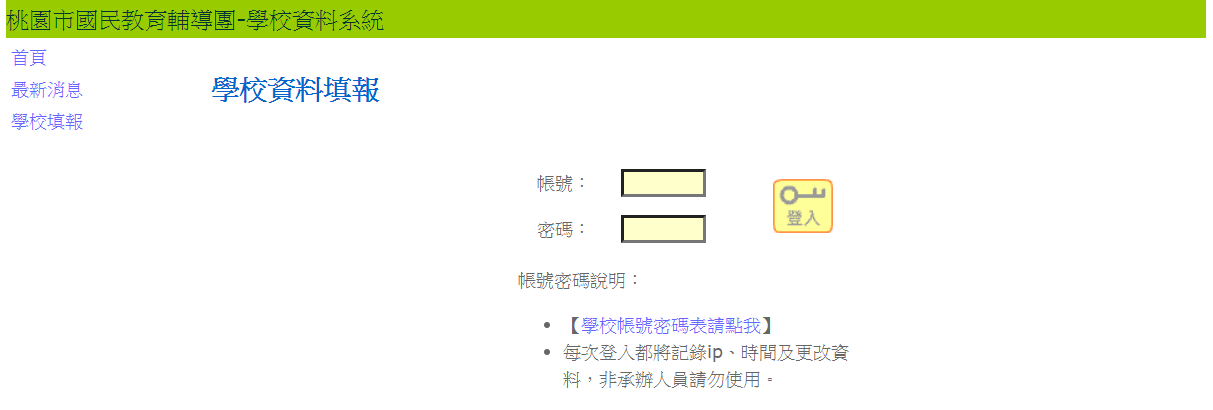 桃園市國民教育輔導團-學校資料系統
首頁
最新消息
學校填報
學校資料填報
帳號：
密碼：
登入
帳號密碼說明：
• 【學校帳號密碼表請點我】
• 每次登入都將記錄ip、時間及更改資
料，非承辦人員請勿使用。